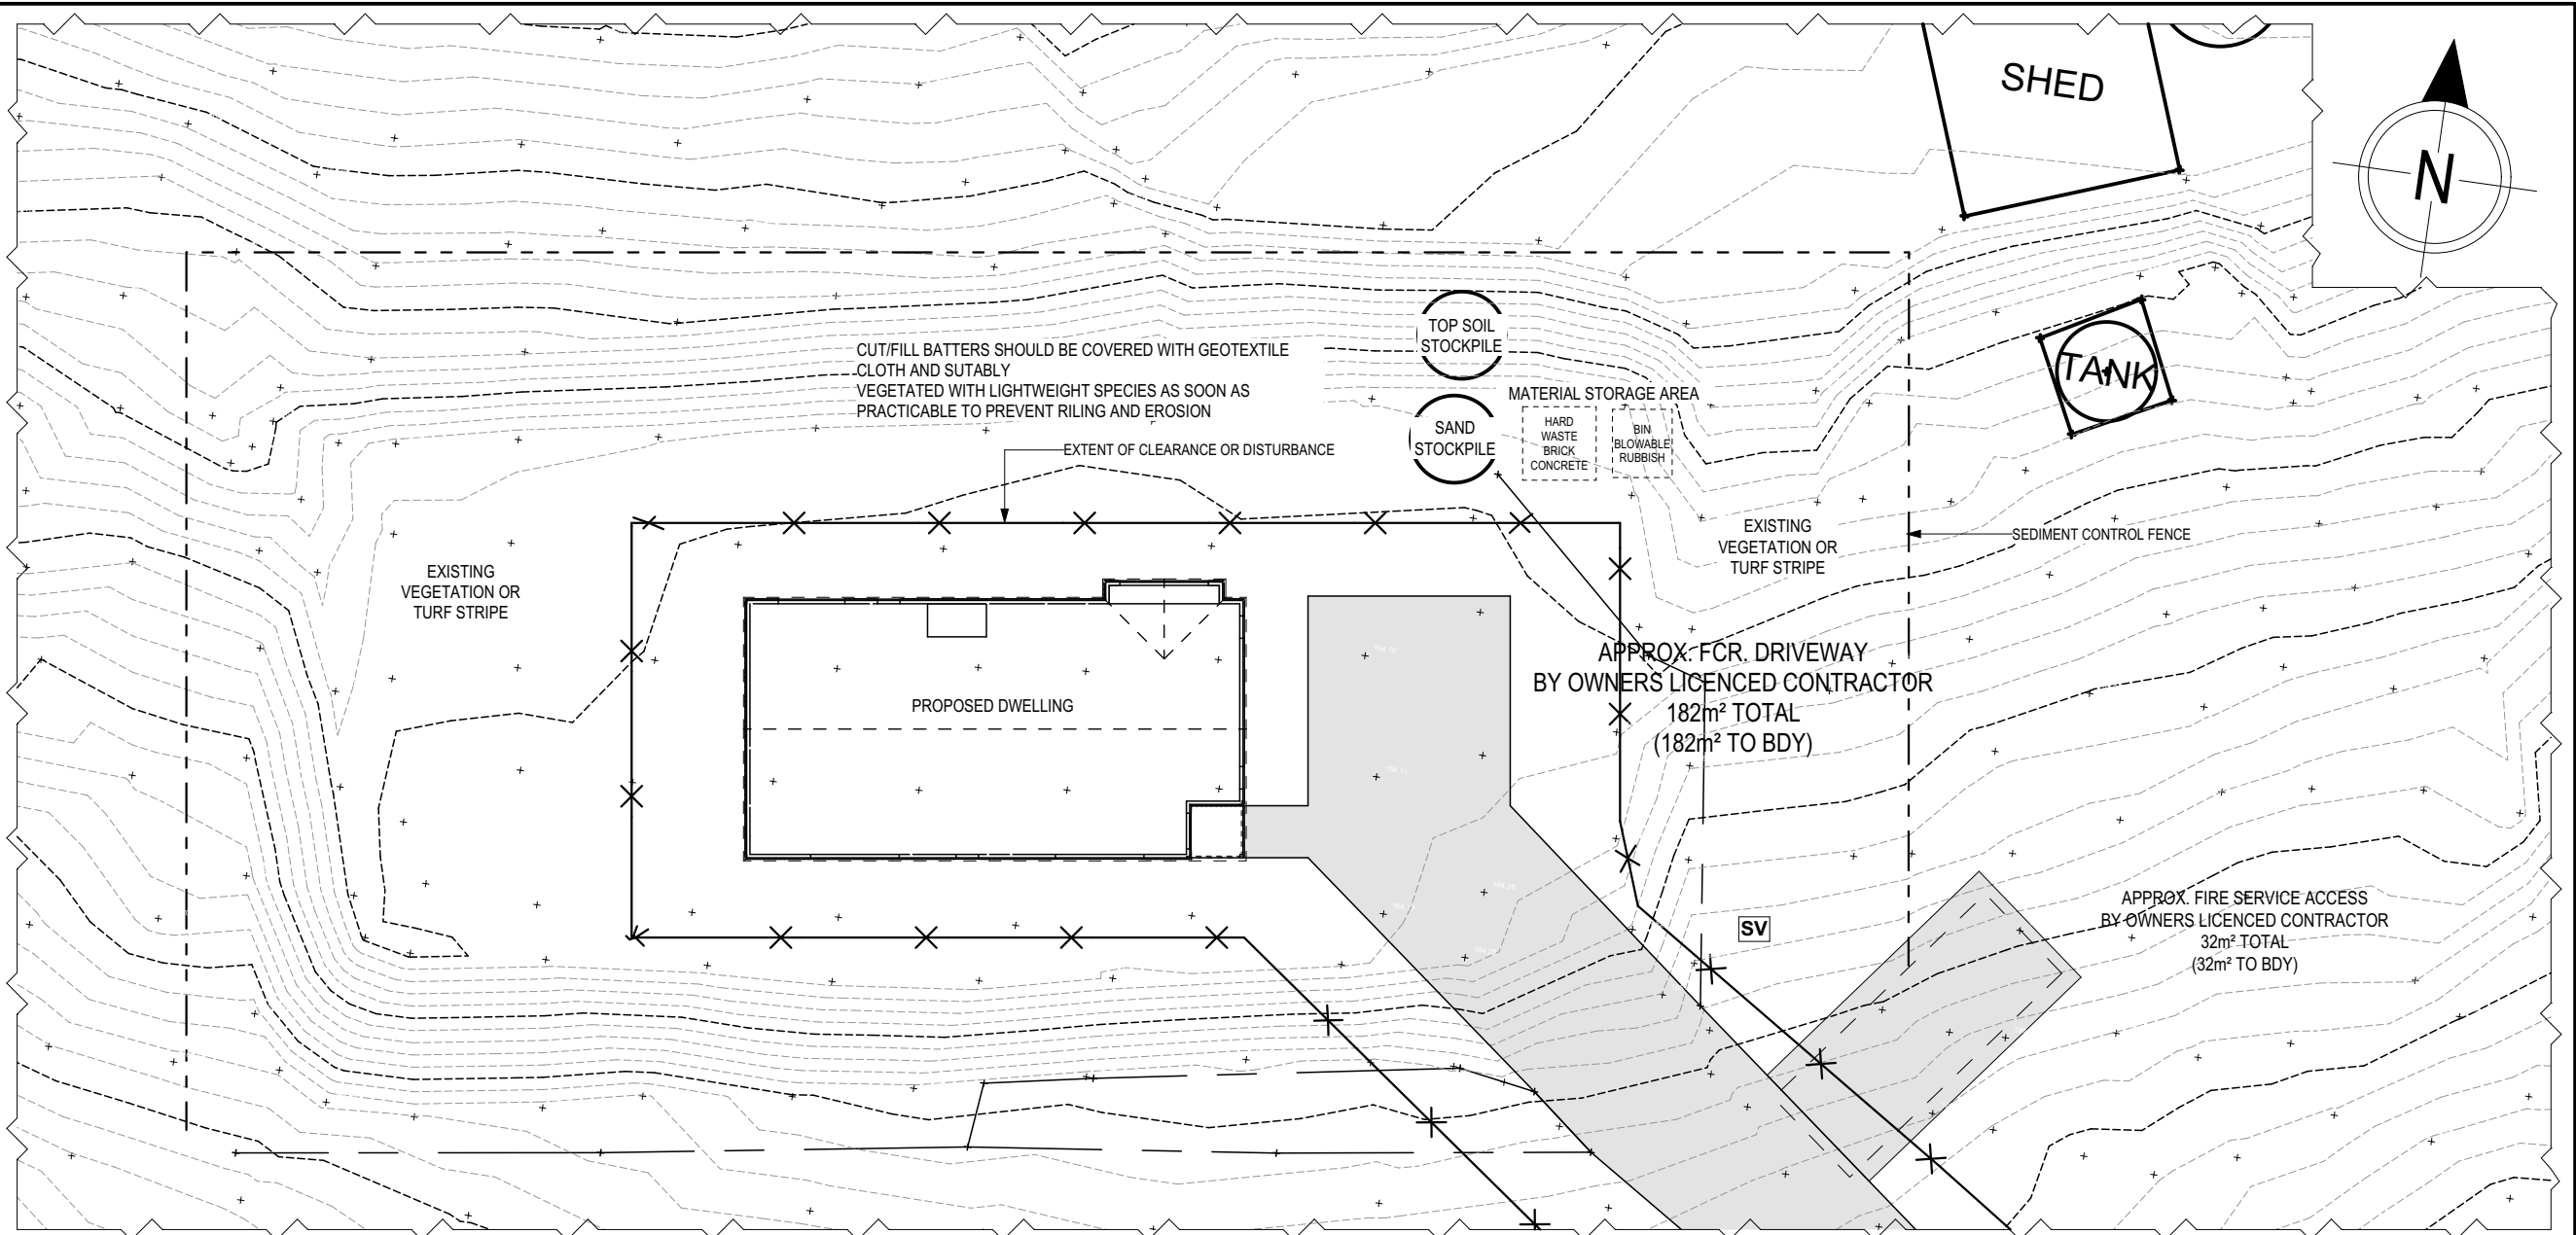 SHED
N
TOP SOIL
STOCKPILE
TANK
CUT/FILL BATTERS SHOULD BE COVERED WITH GEOTEXTILE
CLOTH AND SUTABLY
VEGETATED WITH LIGHTWEIGHT SPECIES AS SOON AS
PRACTICABLE TO PREVENT RILING AND EROSION
MATERIAL STORAGE AREA
SAND
STOCKPILE
HARD
WASTE
BRICK
CONCRETE
BIN
BLOWABLE
RUBBISH
EXTENT OF CLEARANCE OR DISTURBANCE
EXISTING
VEGETATION OR
TURF STRIPE
SEDIMENT CONTROL FENCE
EXISTING
VEGETATION OR
TURF STRIPE
APPROX. FCR. DRIVEWAY
BY OWNERS LICENCED CONTRACTOR
182m² TOTAL
(182m² TO BDY)
PROPOSED DWELLING
SV
APPROX. FIRE SERVICE ACCESS
BY OWNERS LICENCED CONTRACTOR
32m² TOTAL
(32m² TO BDY)